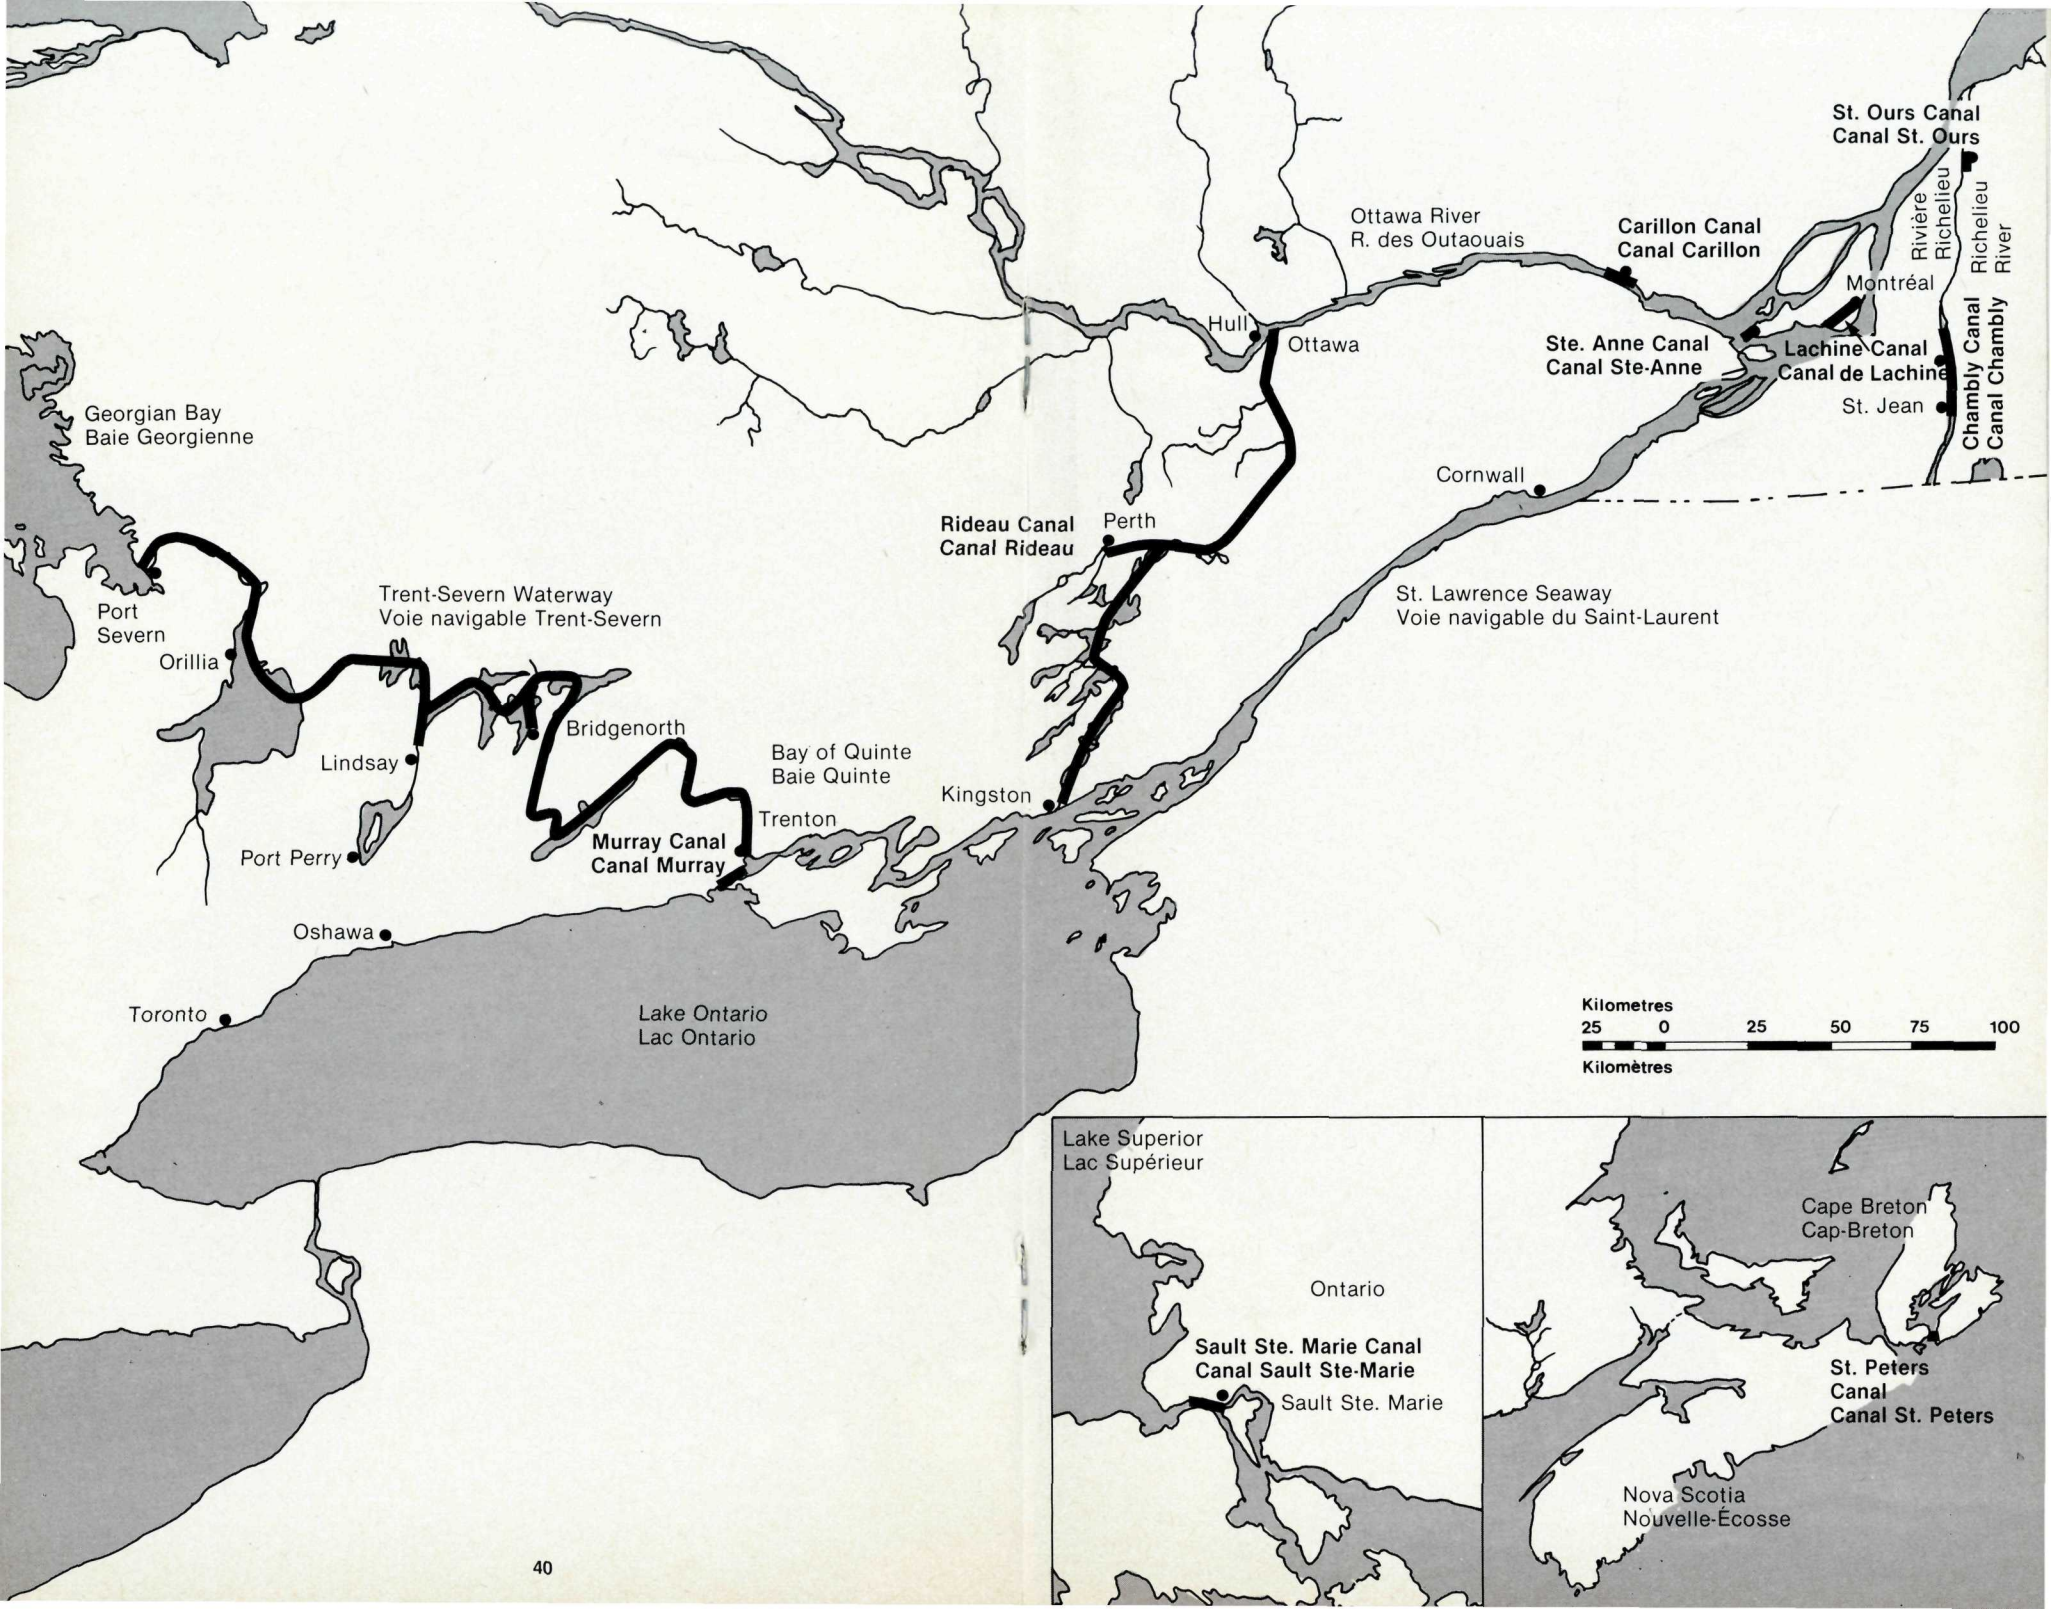 St. Ours Canal
Canal St. Ours
Rivière
Richelieu
Richelieu
River
Ottawa River
R. des Outaouais
Carillon Canal
Canal Carillon
Montréal
Hull
Ottawa
Ste. Anne Canal
Canal Ste-Anne
Lachine Canal
Canal de Lachine
St. Jean
Chambly Canal
Canal Chambly
Georgian Bay
Baie Georgienne
Cornwall
Rideau Canal
Canal Rideau
Perth
Port
Severn
Orillia
Trent-Severn Waterway
Voie navigable Trent-Severn
St. Lawrence Seaway
Voie navigable du Saint-Laurent
Bridgenorth
Lindsay
Bay of Quinte
Baie Quinte
Kingston
Trenton
Murray Canal
Canal Murray
Port Perry
Oshawa
Toronto
Lake Ontario
Lac Ontario
Kilometres
25 0 25 50 75 100
Kilomètres
Lake Superior
Lac Supérieur
Ontario
Sault Ste. Marie Canal
Canal Sault Ste-Marie
Sault Ste. Marie
Cape Breton
Cap-Breton
St. Peters
Canal
Canal St. Peters
Nova Scotia
Nouvelle-Écosse
40